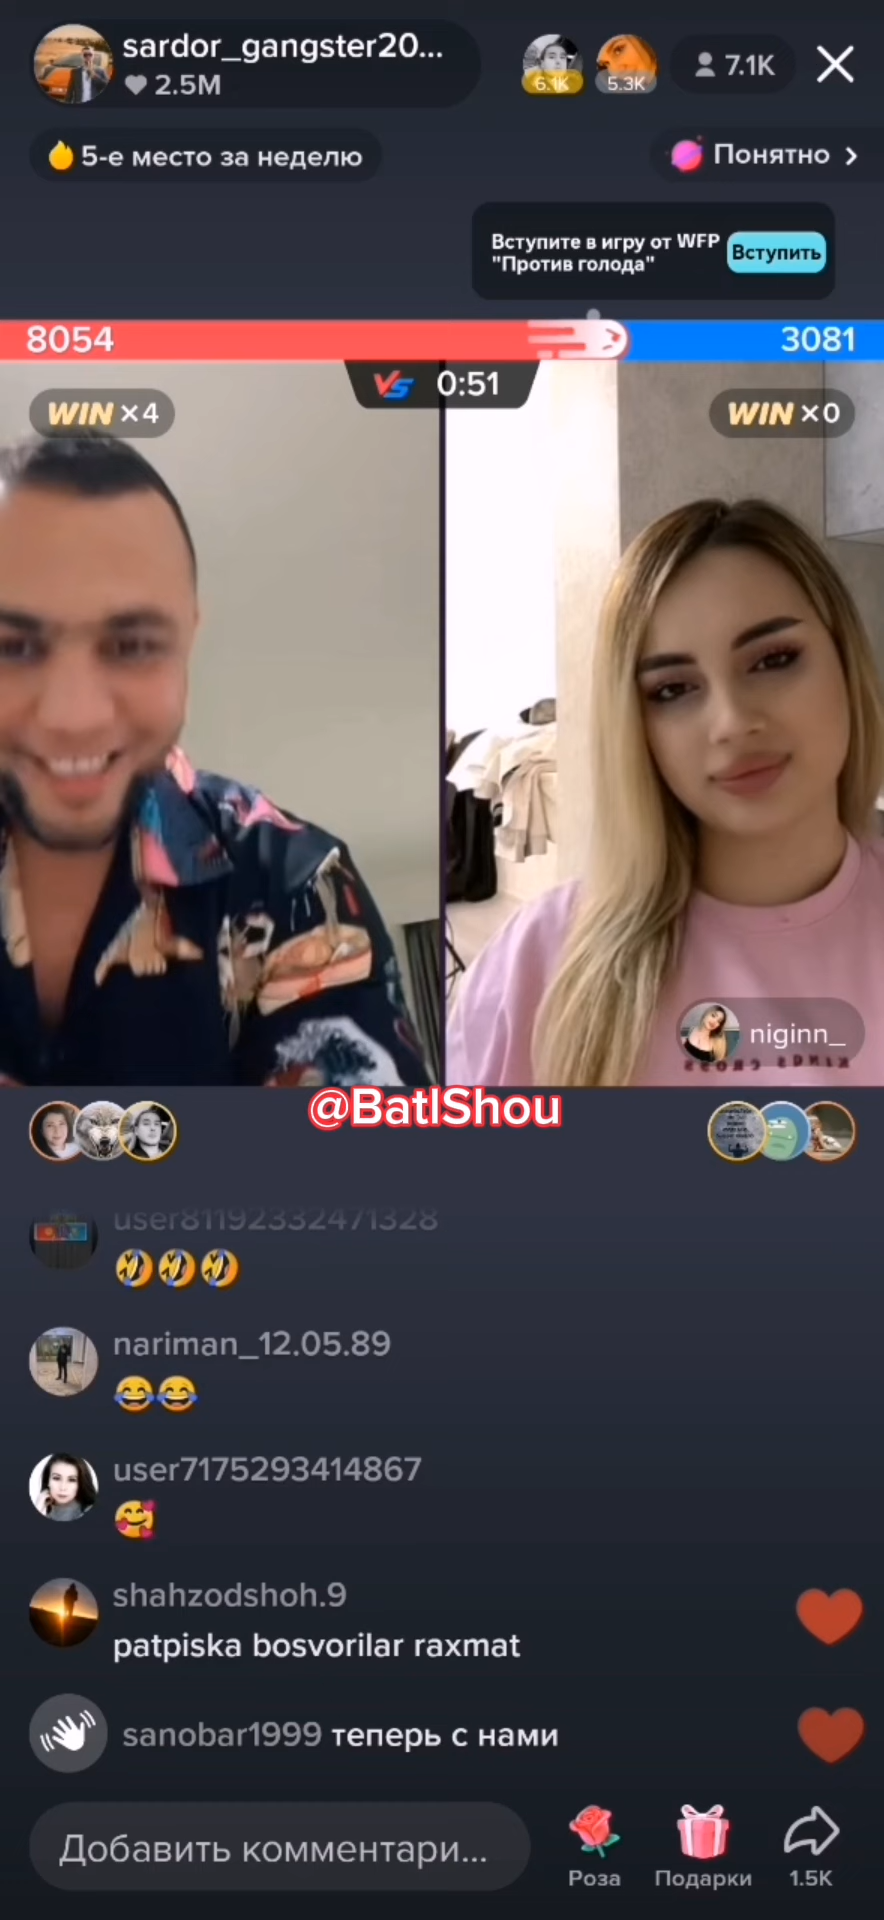 sardor_gangster20...
2.5M
6.1K
5.3K
7.1K
5-е место за неделю
Понятно
Вступите в игру от WFP
"Против голода"
Вступить
8054
3081
VS 0:51
WIN ×4
WIN ×0
niginn_
@BatlShou
user81192332471328
🤣🤣🤣
nariman_12.05.89
😂😂
user7175293414867
🥰
shahzodshoh.9
patpiska bosvorilar raxmat
sanobar1999 теперь с нами
Добавить комментари...
Роза
Подарки
1.5K